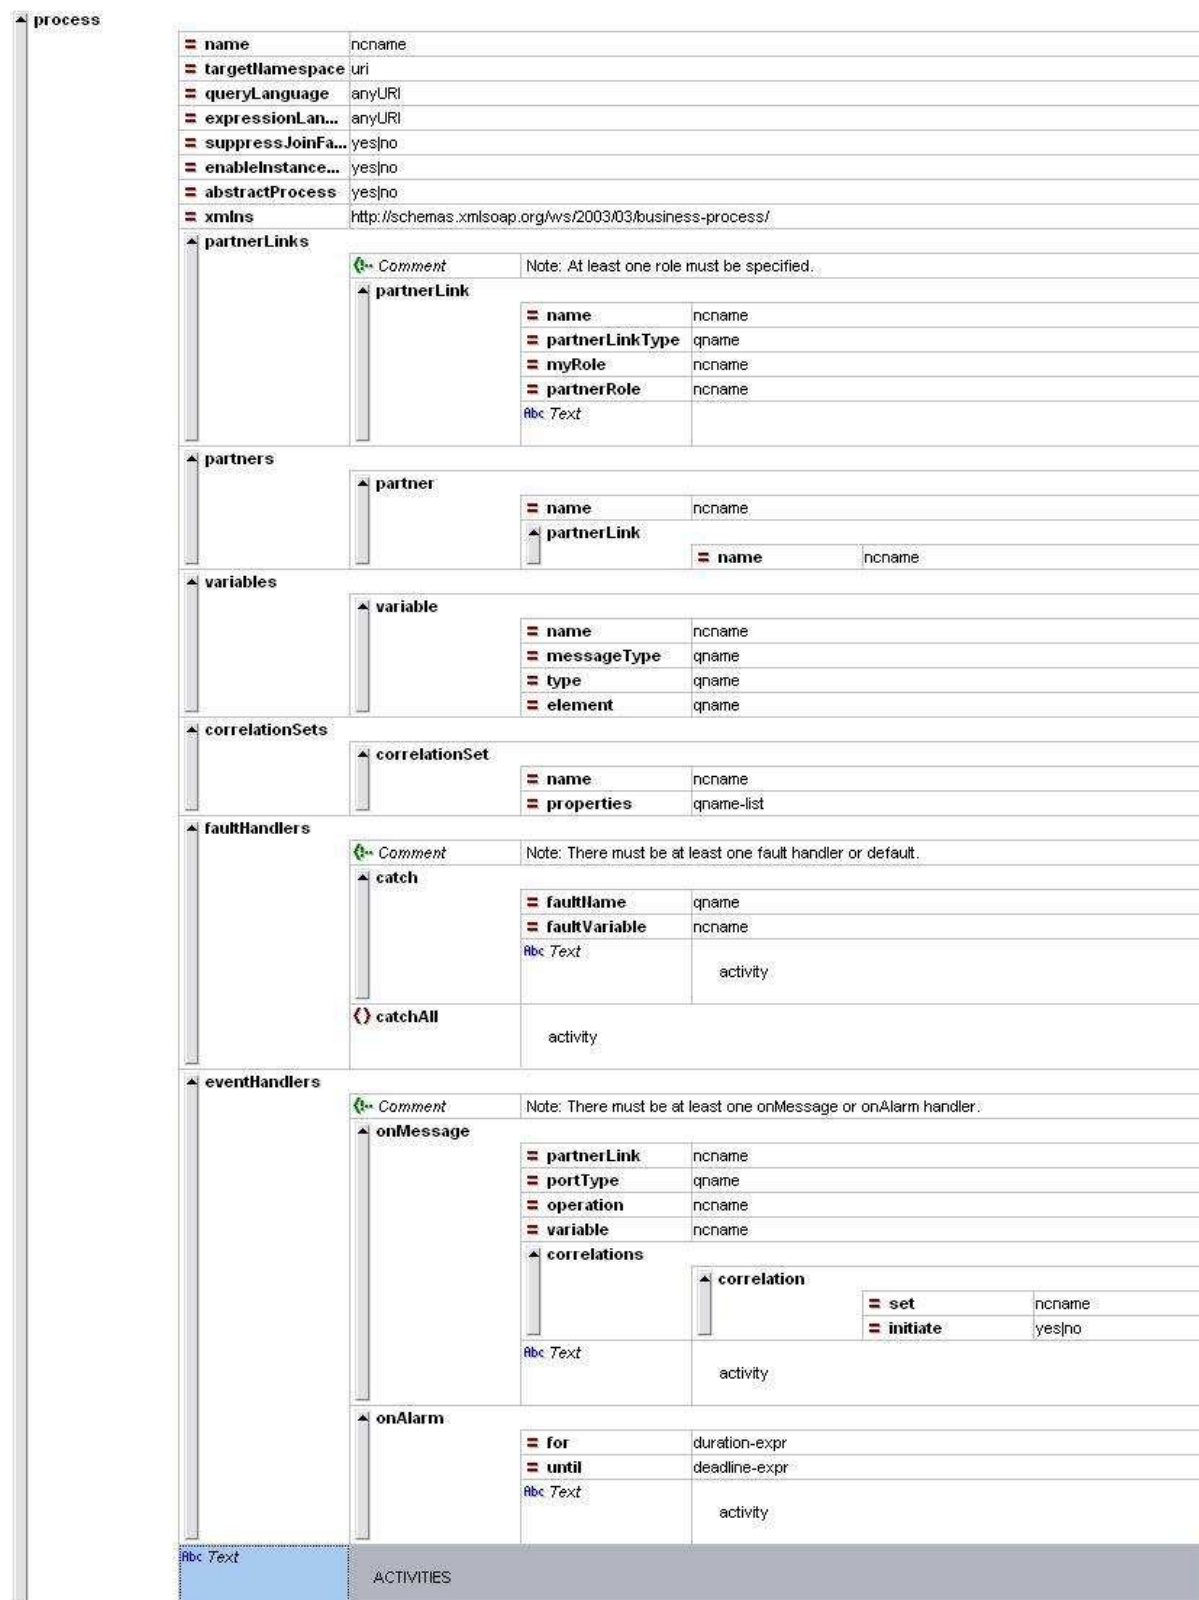 process
name ncname
targetNamespace uri
queryLanguage anyURI
expressionLan... anyURI
suppressJoinFa... yes|no
enableInstance... yes|no
abstractProcess yes|no
xmlns http://schemas.xmlsoap.org/ws/2003/03/business-process/
partnerLinks
Comment Note: At least one role must be specified.
partnerLink
name ncname
partnerLinkType qname
myRole ncname
partnerRole ncname
Abc Text
partners
partner
name ncname
partnerLink
name ncname
variables
variable
name ncname
messageType qname
type qname
element qname
correlationSets
correlationSet
name ncname
properties qname-list
faultHandlers
Comment Note: There must be at least one fault handler or default.
catch
faultName qname
faultVariable ncname
Abc Text
activity
catchAll
activity
eventHandlers
Comment Note: There must be at least one onMessage or onAlarm handler.
onMessage
partnerLink ncname
portType qname
operation ncname
variable ncname
correlations
correlation
set ncname
initiate yes|no
Abc Text
activity
onAlarm
for duration-expr
until deadline-expr
Abc Text
activity
Abc Text
ACTIVITIES